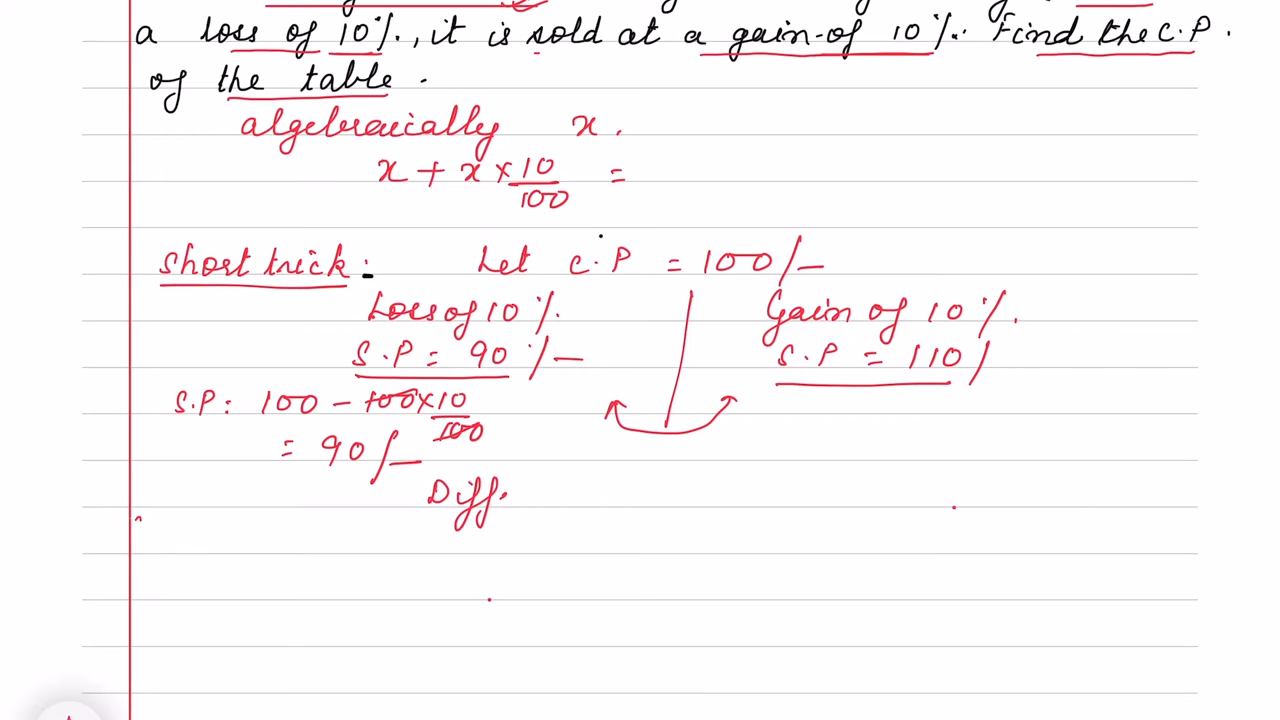 a loss of 10%., it is sold at a gain of 10%. Find the C.P.
of the table.
algebraically x.
x + x × 10/100 =
Short trick: Let C.P = 100/-
Loss of 10%. Gain of 10%.
S.P = 90%- S.P = 110/
S.P: 100 - 100×10/100
= 90/-
Diff.